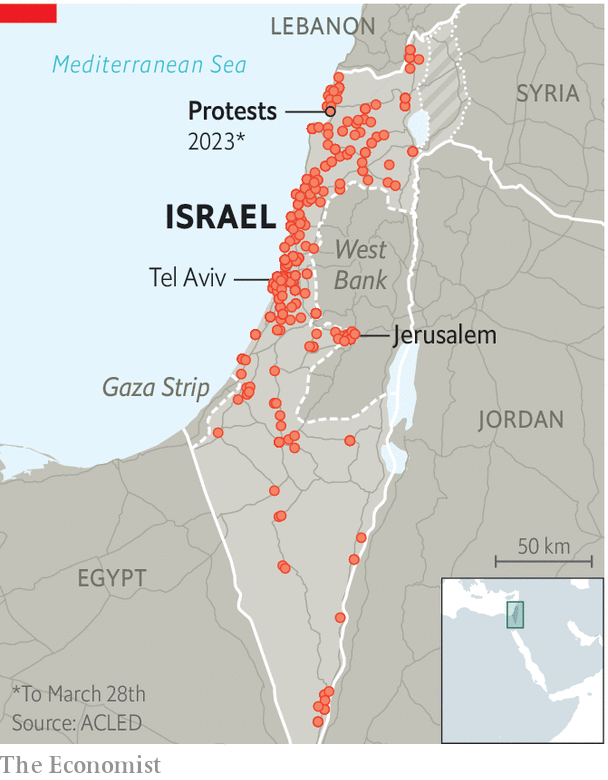 LEBANON
Mediterranean Sea
SYRIA
Protests
2023*
ISRAEL
West
Bank
Tel Aviv
Jerusalem
Gaza Strip
JORDAN
50 km
EGYPT
*To March 28th
Source: ACLED
The Economist